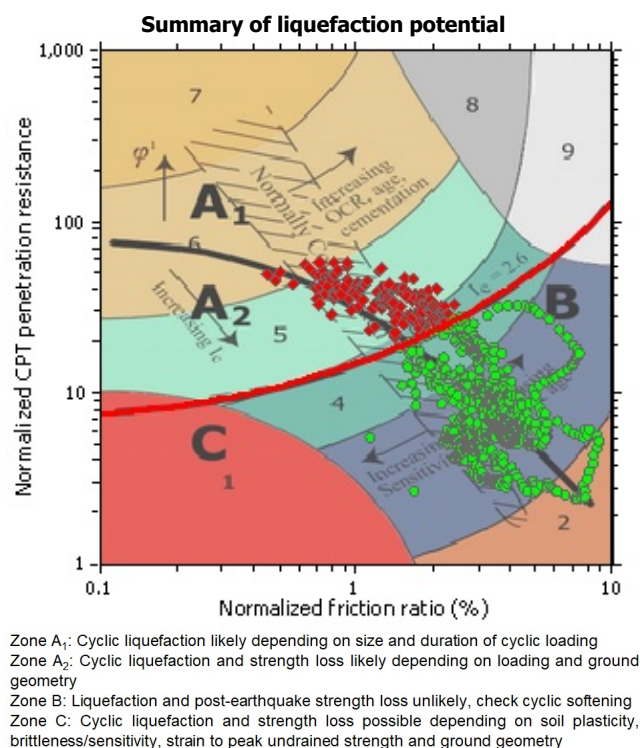 Summary of liquefaction potential
Normalized CPT penetration resistance
1,000
100
10
1
7
8
9
φ'
A1
Normally C
Increasing
OCR, age,
cementation
6
Ic = 2.6
A2
B
Increasing Ic
5
4
Increasing
Sensitivity
C
1
2
0.1
1
10
Normalized friction ratio (%)
Zone A1: Cyclic liquefaction likely depending on size and duration of cyclic loading
Zone A2: Cyclic liquefaction and strength loss likely depending on loading and ground
geometry
Zone B: Liquefaction and post-earthquake strength loss unlikely, check cyclic softening
Zone C: Cyclic liquefaction and strength loss possible depending on soil plasticity,
brittleness/sensitivity, strain to peak undrained strength and ground geometry